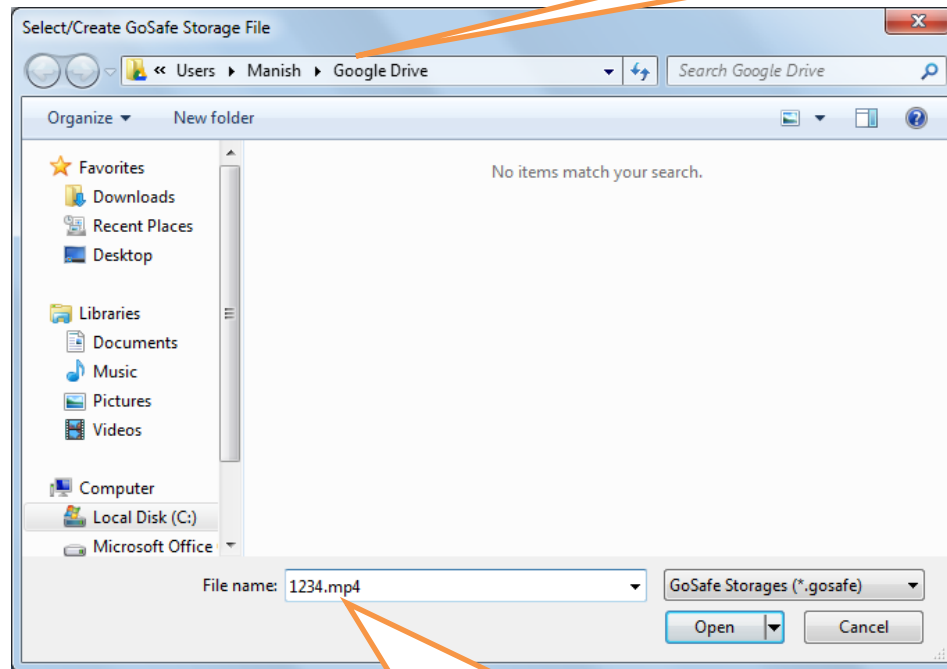 Select/Create GoSafe Storage File
« Users ▸ Manish ▸ Google Drive
Search Google Drive
Organize
New folder
Favorites
Downloads
Recent Places
Desktop
Libraries
Documents
Music
Pictures
Videos
Computer
Local Disk (C:)
Microsoft Office
No items match your search.
File name: 1234.mp4
GoSafe Storages (*.gosafe)
Open
Cancel